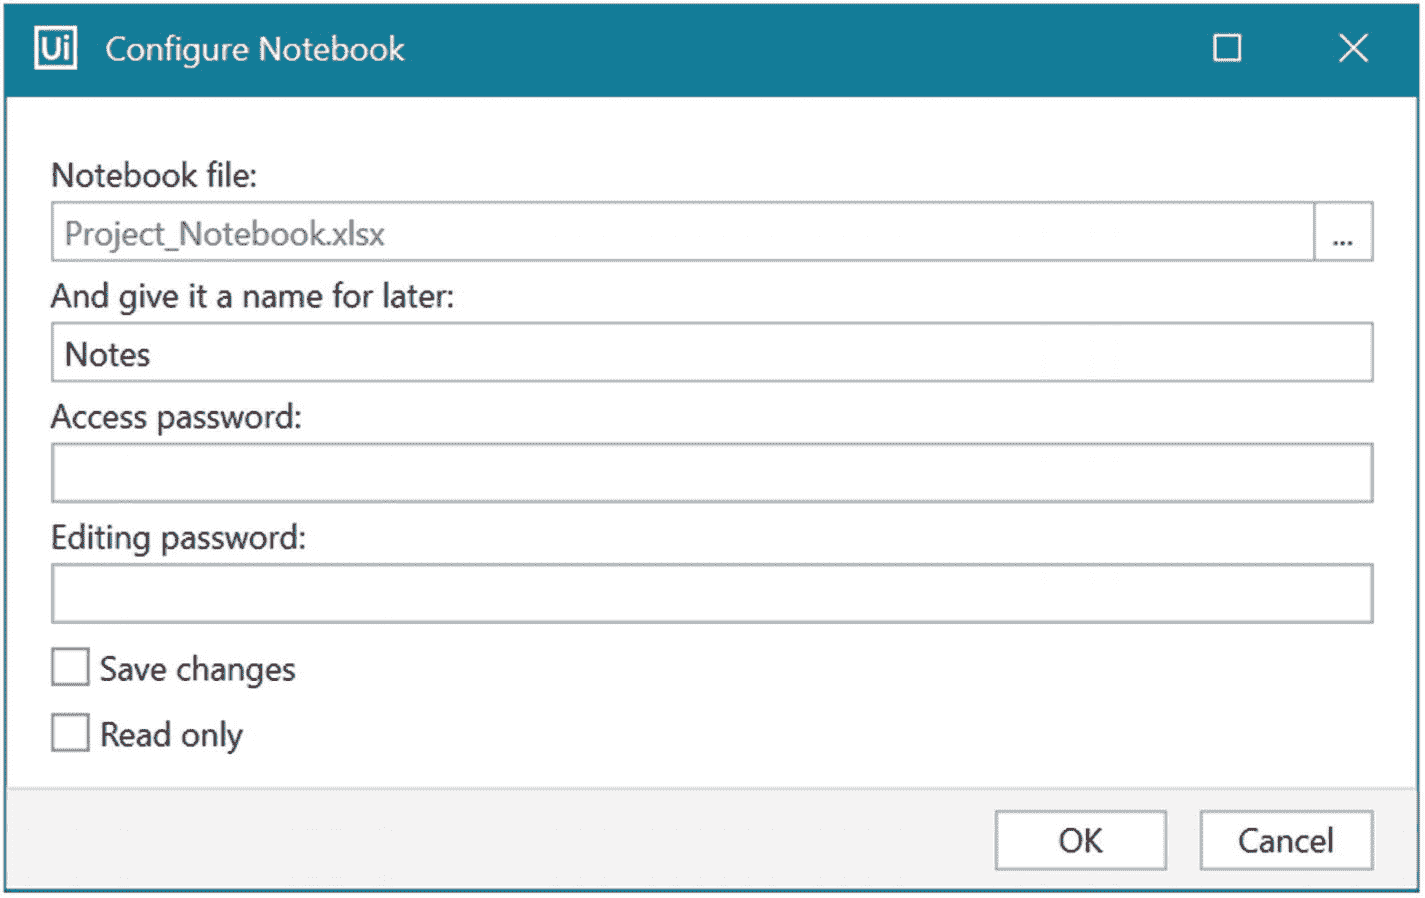 Ui Configure Notebook
Notebook file:
Project_Notebook.xlsx ...
And give it a name for later:
Notes
Access password:
Editing password:
Save changes
Read only
OK Cancel